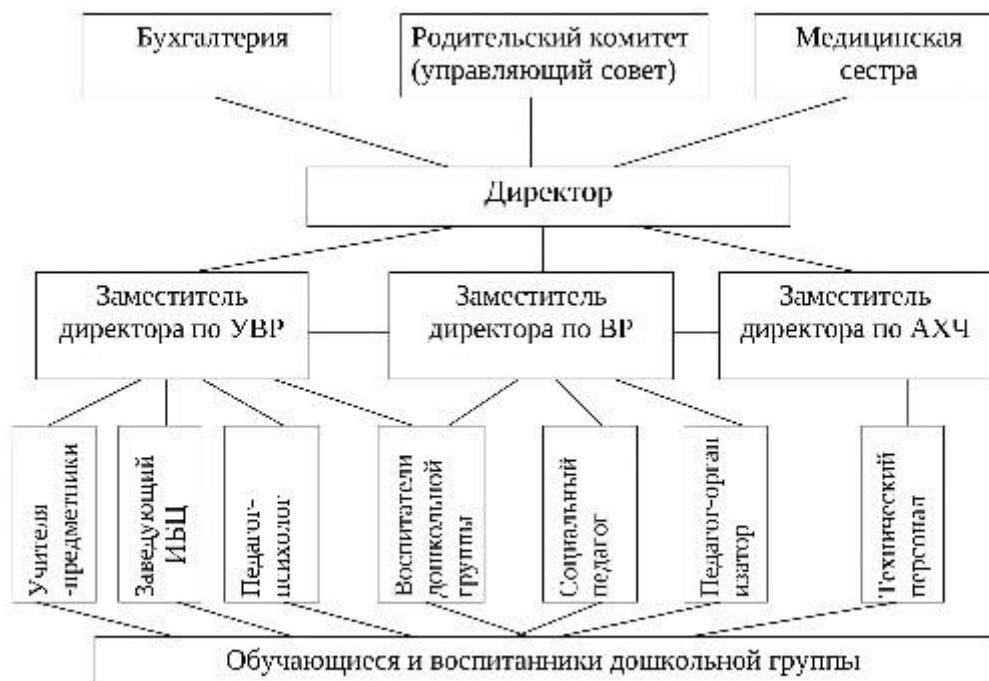 Бухгалтерия
Родительский комитет
(управляющий совет)
Медицинская
сестра
Директор
Заместитель
директора по УВР
Заместитель
директора по ВР
Заместитель
директора по АХЧ
Учителя
-предметники
Заведующий
ИБЦ
Педагог-
психолог
Воспитатели
дошкольной
группы
Социальный
педагог
Педагог-орган
изатор
Технический
персонал
Обучающиеся и воспитанники дошкольной группы